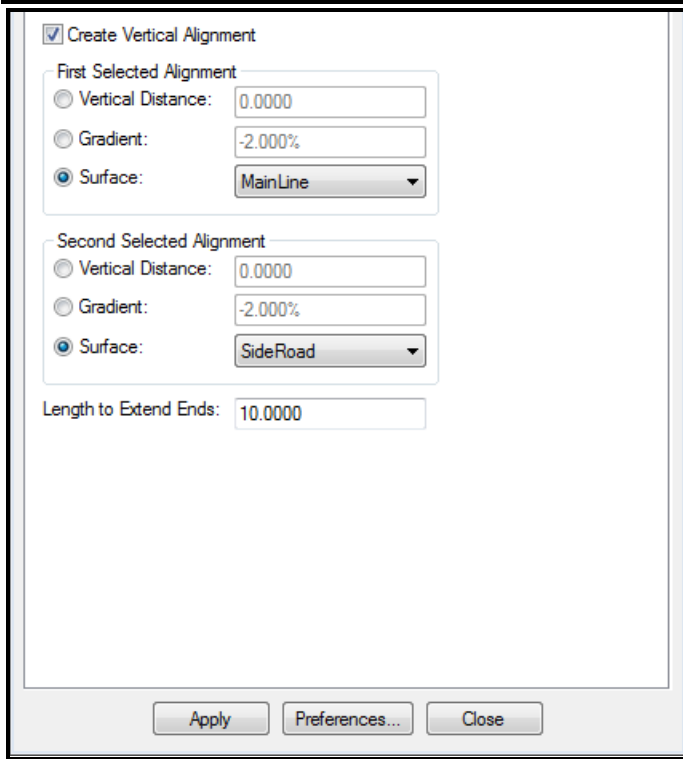 Create Vertical Alignment
First Selected Alignment
Vertical Distance: 0.0000
Gradient: -2.000%
Surface: MainLine
Second Selected Alignment
Vertical Distance: 0.0000
Gradient: -2.000%
Surface: SideRoad
Length to Extend Ends: 10.0000
Apply Preferences... Close